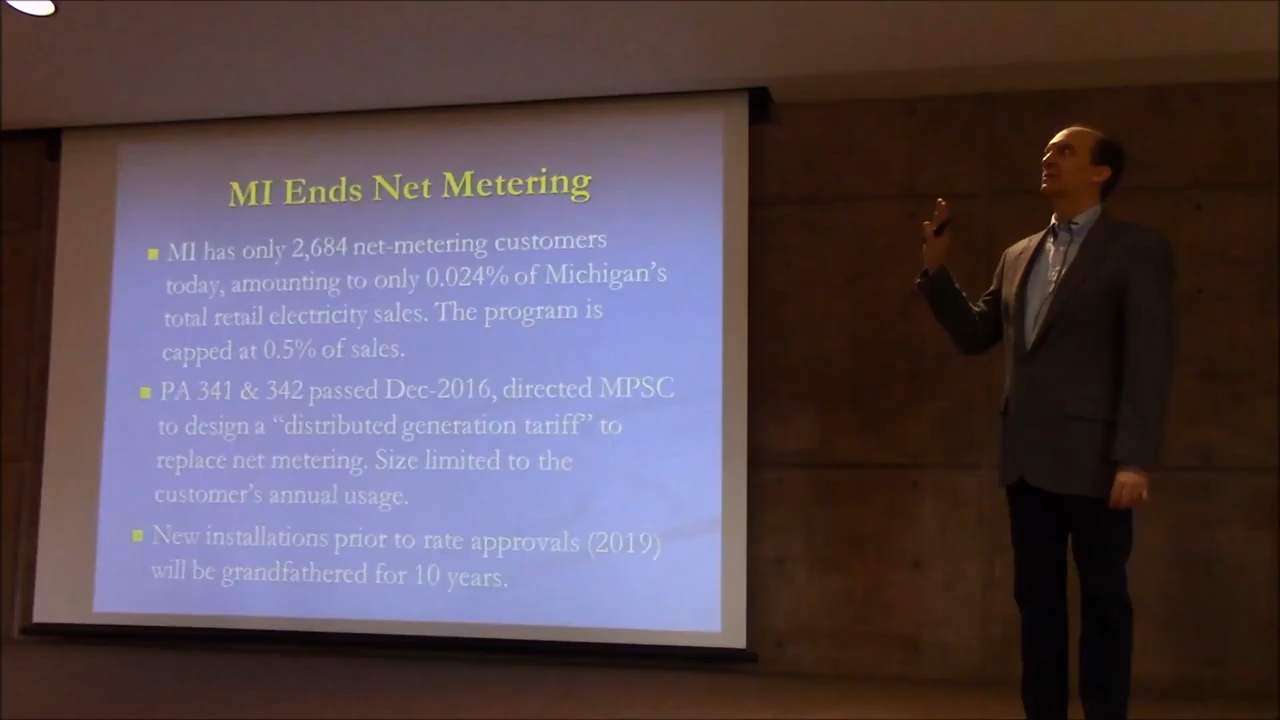 MI Ends Net Metering
MI has only 2,684 net-metering customers
today, amounting to only 0.024% of Michigan's
total retail electricity sales. The program is
capped at 0.5% of sales.
PA 341 & 342 passed Dec-2016, directed MPSC
to design a “distributed generation tariff” to
replace net metering. Size limited to the
customer's annual usage.
New installations prior to rate approvals (2019)
will be grandfathered for 10 years.